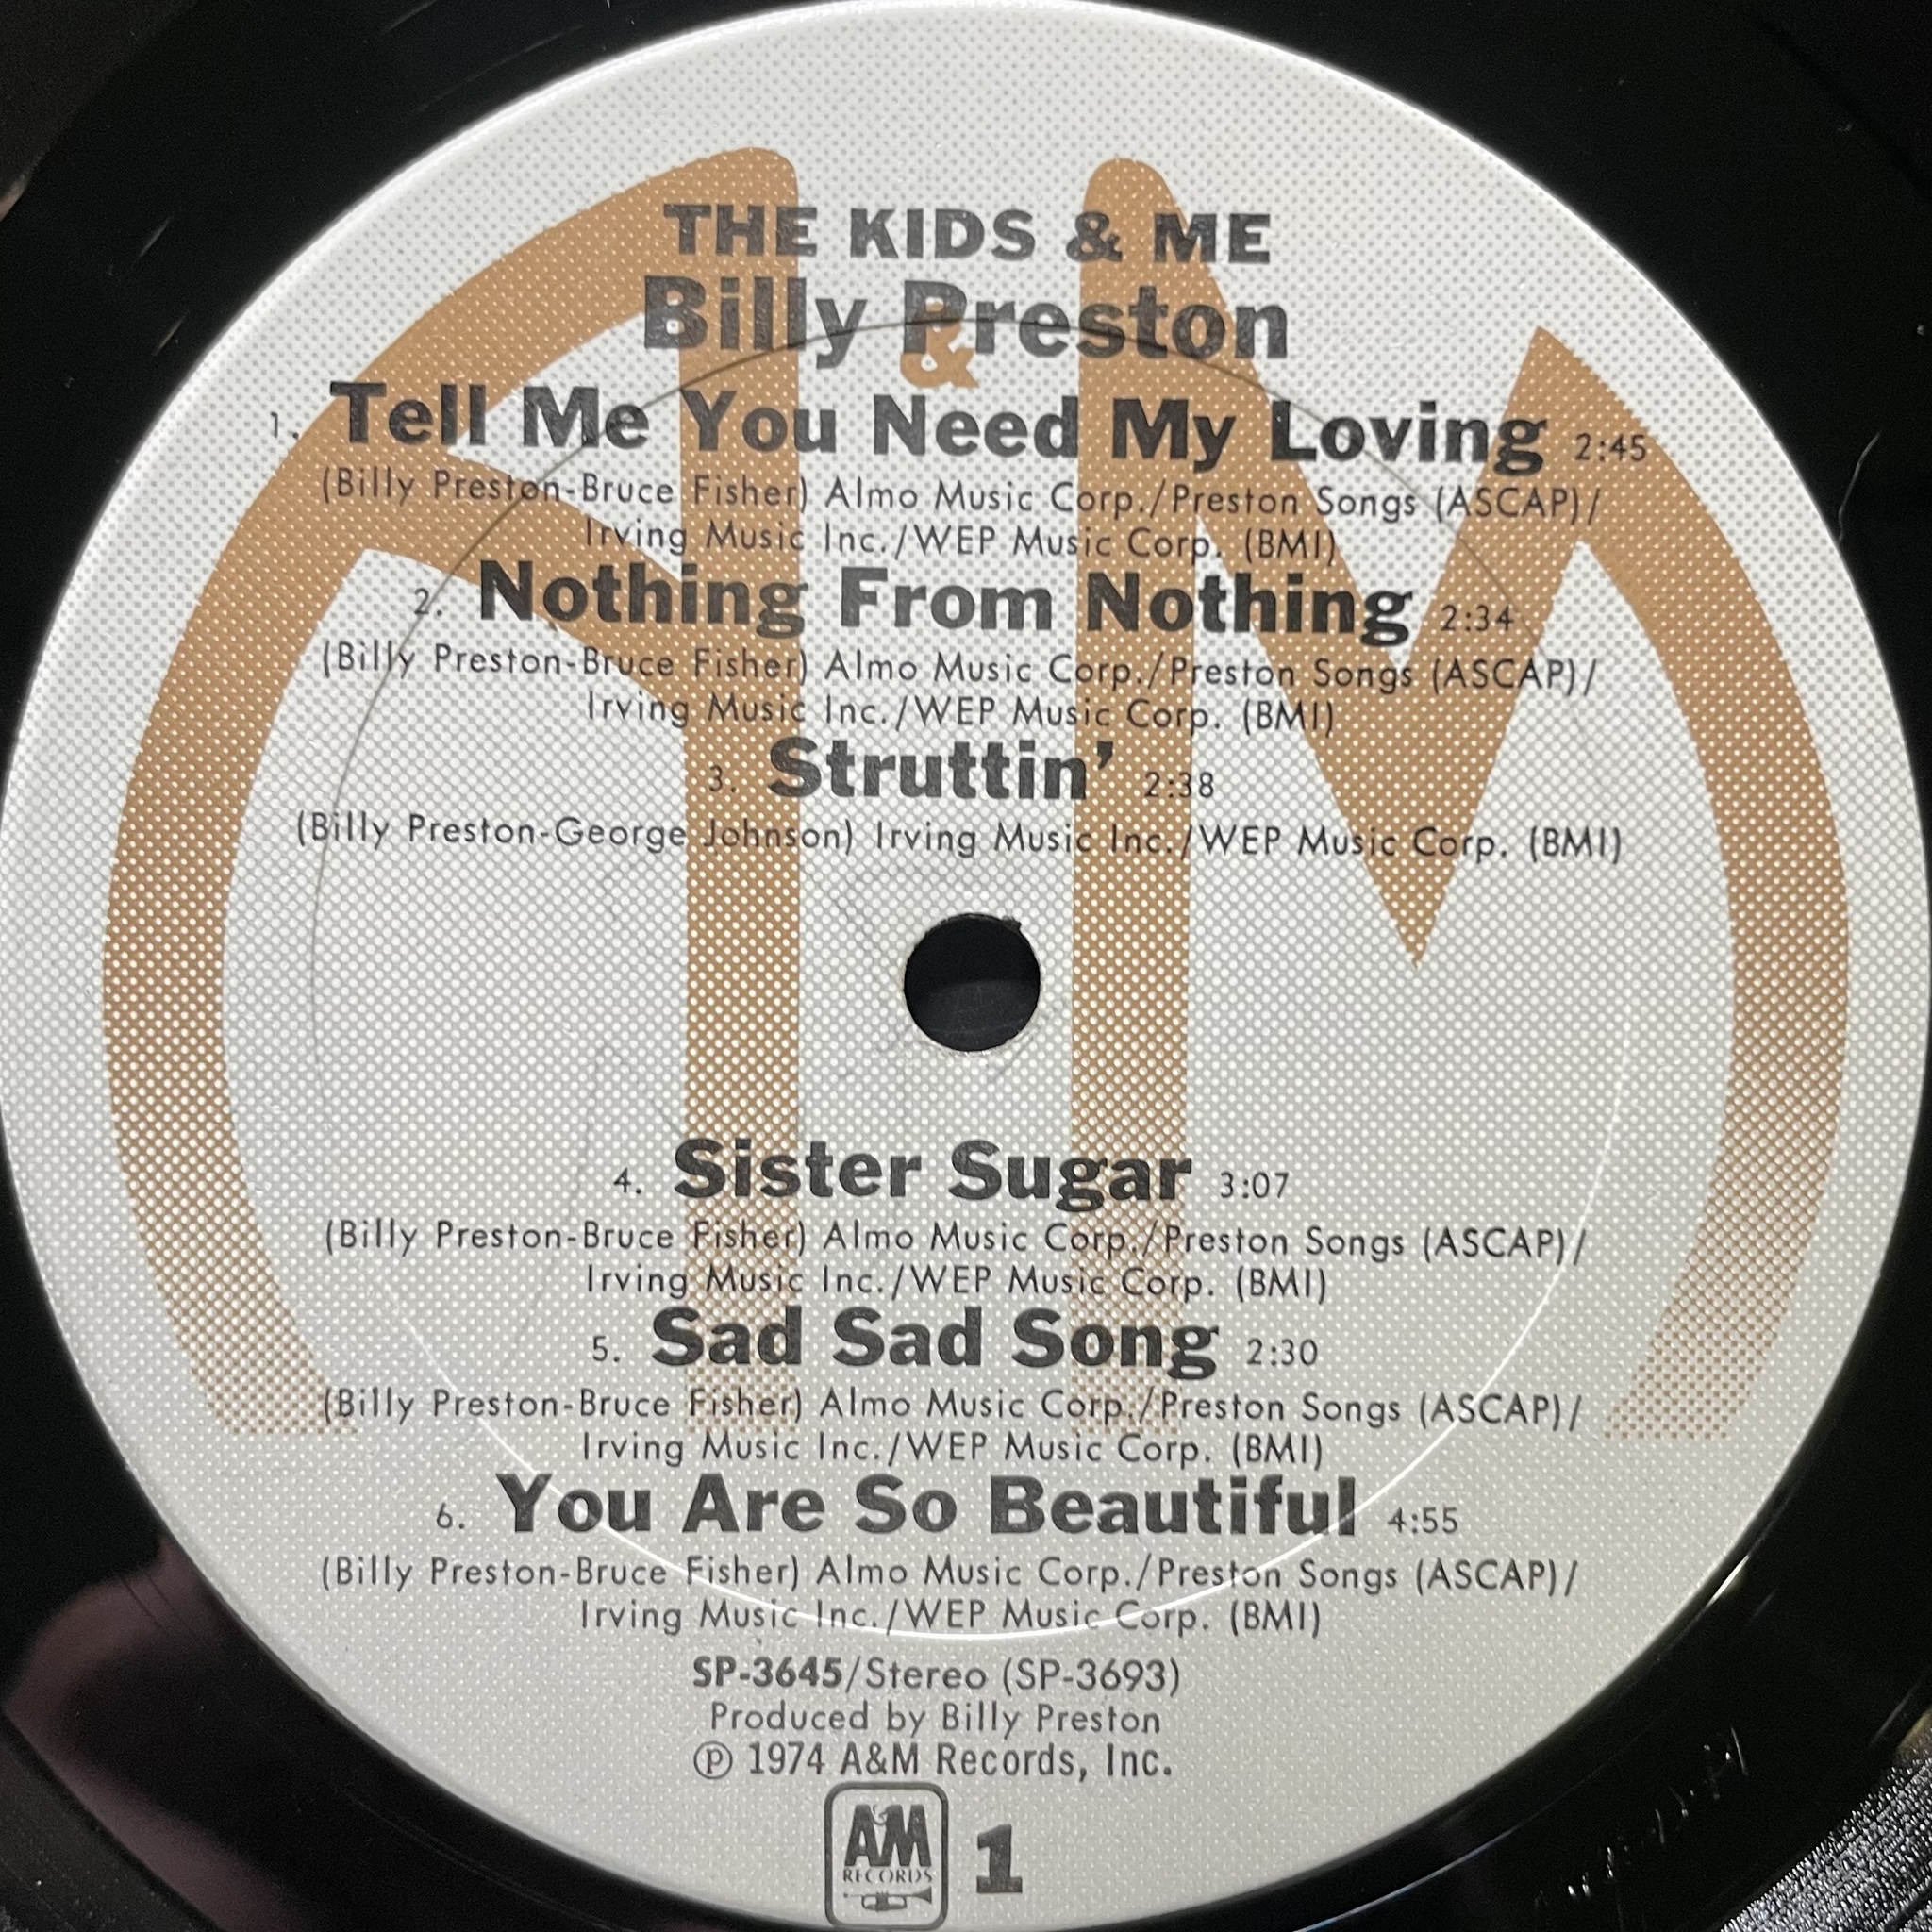 THE KIDS & ME
Billy Preston
1. Tell Me You Need My Loving 2:45
(Billy Preston-Bruce Fisher) Almo Music Corp./Preston Songs (ASCAP)/
Irving Music Inc./WEP Music Corp. (BMI)
2. Nothing From Nothing 2:34
(Billy Preston-Bruce Fisher) Almo Music Corp./Preston Songs (ASCAP)/
Irving Music Inc./WEP Music Corp. (BMI)
3. Struttin’ 2:38
(Billy Preston-George Johnson) Irving Music Inc./WEP Music Corp. (BMI)
4. Sister Sugar 3:07
(Billy Preston-Bruce Fisher) Almo Music Corp./Preston Songs (ASCAP)/
Irving Music Inc./WEP Music Corp. (BMI)
5. Sad Sad Song 2:30
(Billy Preston-Bruce Fisher) Almo Music Corp./Preston Songs (ASCAP)/
Irving Music Inc./WEP Music Corp. (BMI)
6. You Are So Beautiful 4:55
(Billy Preston-Bruce Fisher) Almo Music Corp./Preston Songs (ASCAP)/
Irving Music Inc./WEP Music Corp. (BMI)
SP-3645/Stereo (SP-3693)
Produced by Billy Preston
℗ 1974 A&M Records, Inc.
A&M RECORDS 1
A&M